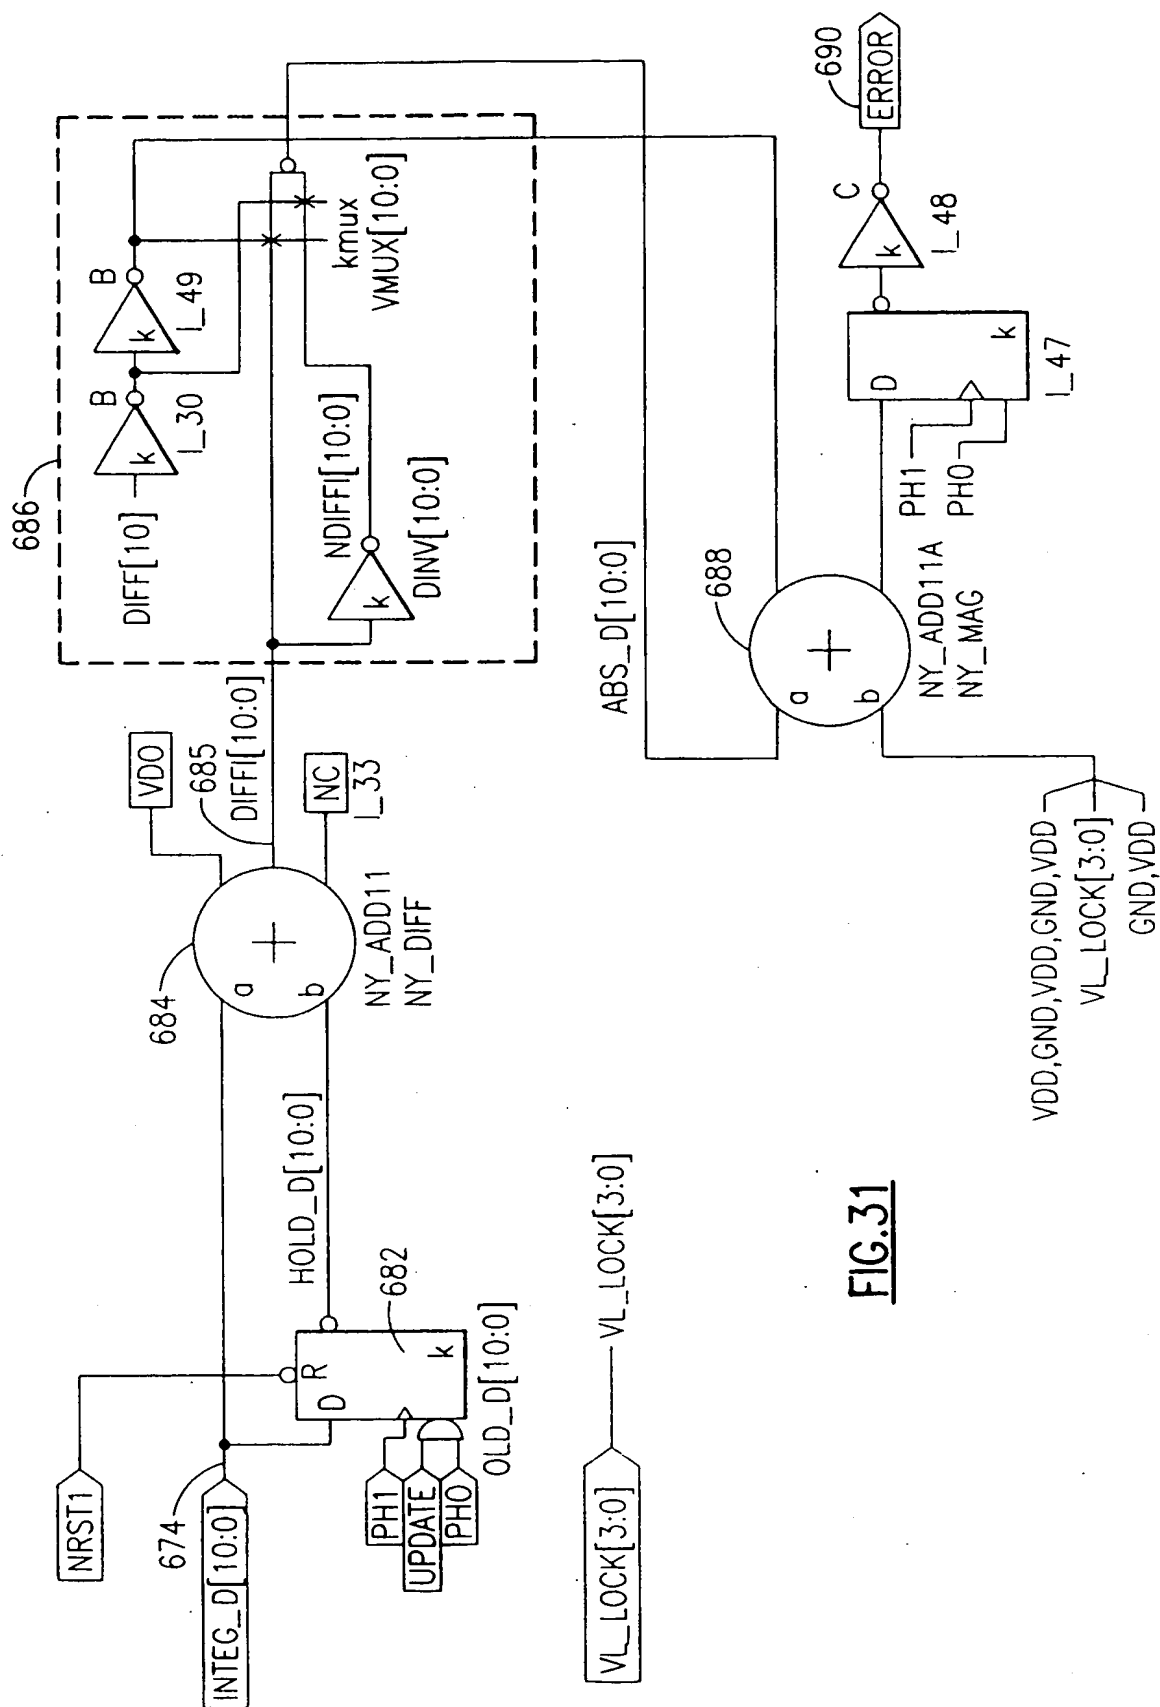 NRST1
674
INTEG_D[10:0]
D
R
k
682
PH1
UPDATE
PH0
OLD_D[10:0]
HOLD_D[10:0]
684
a
b
NY_ADD11
NY_DIFF
VDO
685
DIFFI[10:0]
NC
I_33
686
DIFF[10]
k
B
I_30
k
B
I_49
NDIFFI[10:0]
k
DINV[10:0]
kmux
VMUX[10:0]
VL_LOCK[3:0]
VL_LOCK[3:0]
ABS_D[10:0]
688
a
b
NY_ADD11A
NY_MAG
VDD,GND,VDD,VDD,GND,VDD
VL_LOCK[3:0]
GND,VDD
PH1
PH0
D
k
I_47
k
C
I_48
690
ERROR
FIG.31